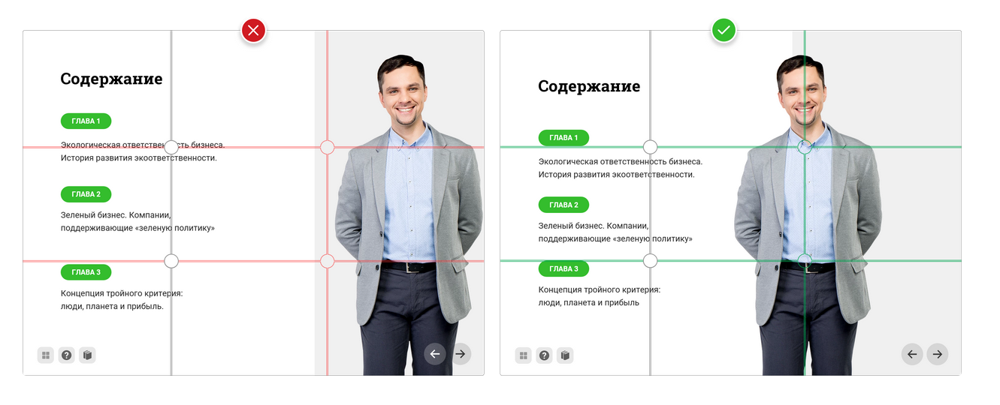 Содержание
ГЛАВА 1
Экологическая ответственность бизнеса.
История развития экоответственности.
ГЛАВА 2
Зеленый бизнес. Компании,
поддерживающие «зеленую политику»
ГЛАВА 3
Концепция тройного критерия:
люди, планета и прибыль.
?
Содержание
ГЛАВА 1
Экологическая ответственность бизнеса.
История развития экоответственности.
ГЛАВА 2
Зеленый бизнес. Компании,
поддерживающие «зеленую политику»
ГЛАВА 3
Концепция тройного критерия:
люди, планета и прибыль
?